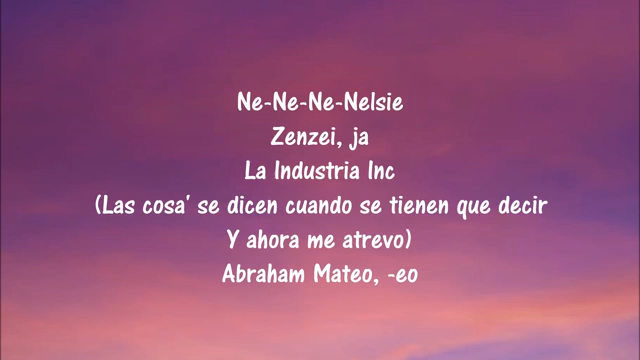 Ne-Ne-Ne-Nelsie
Zenzei, ja
La Industria Inc
(Las cosa' se dicen cuando se tienen que decir
Y ahora me atrevo)
Abraham Mateo, -eo